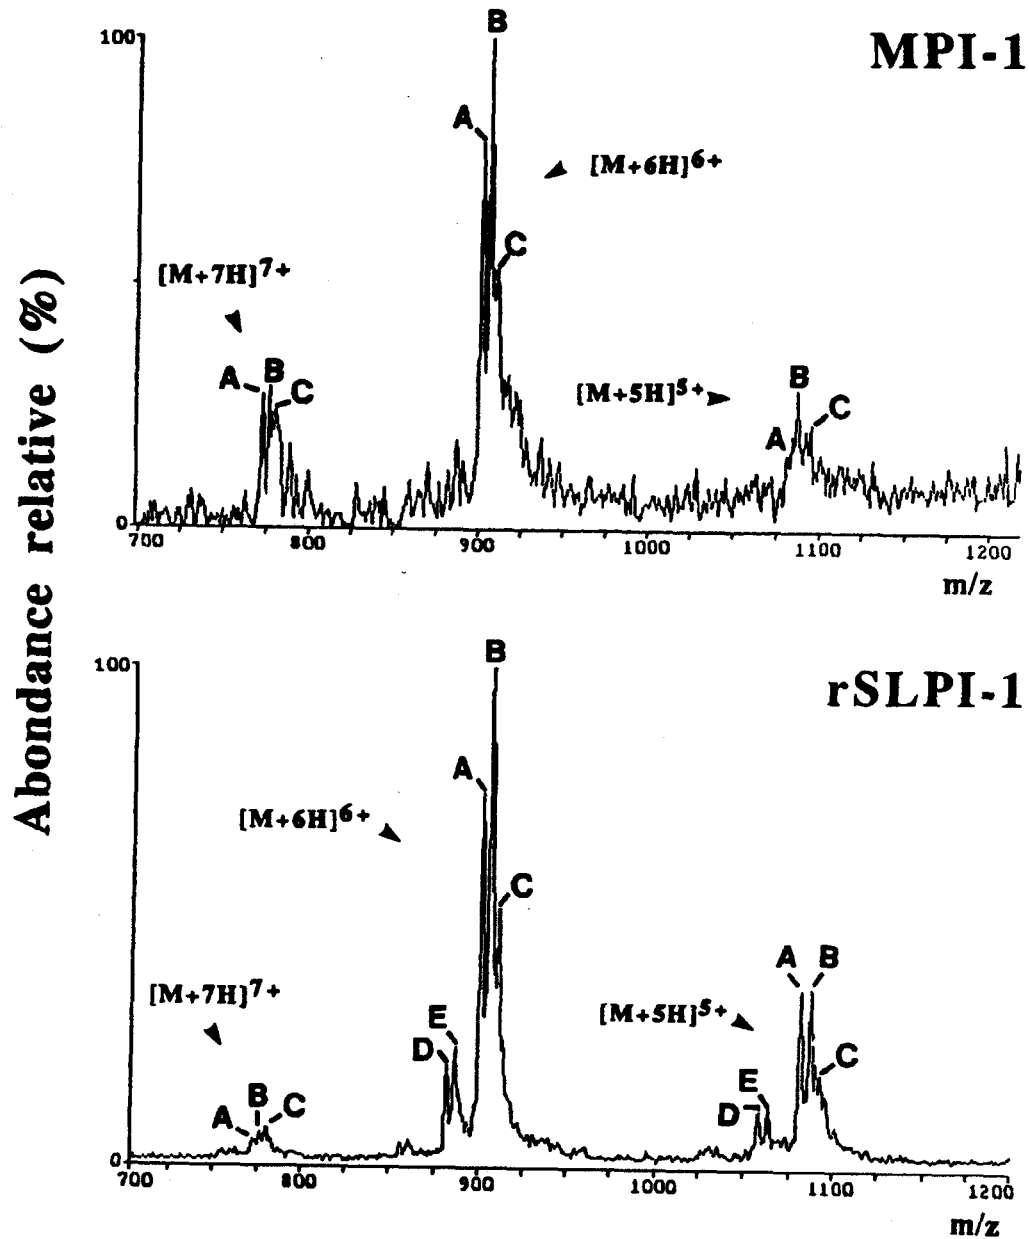 Abondance relative (%)
MPI-1
100
B
A
[M+6H]6+
C
[M+7H]7+
A
B
C
[M+5H]5+
B
C
A
0
700
800
900
1000
1100
1200
m/z
rSLPI-1
100
B
A
[M+6H]6+
C
A
B
[M+7H]7+
[M+5H]5+
E
D
C
E
D
B
C
A
0
700
800
900
1000
1100
1200
m/z